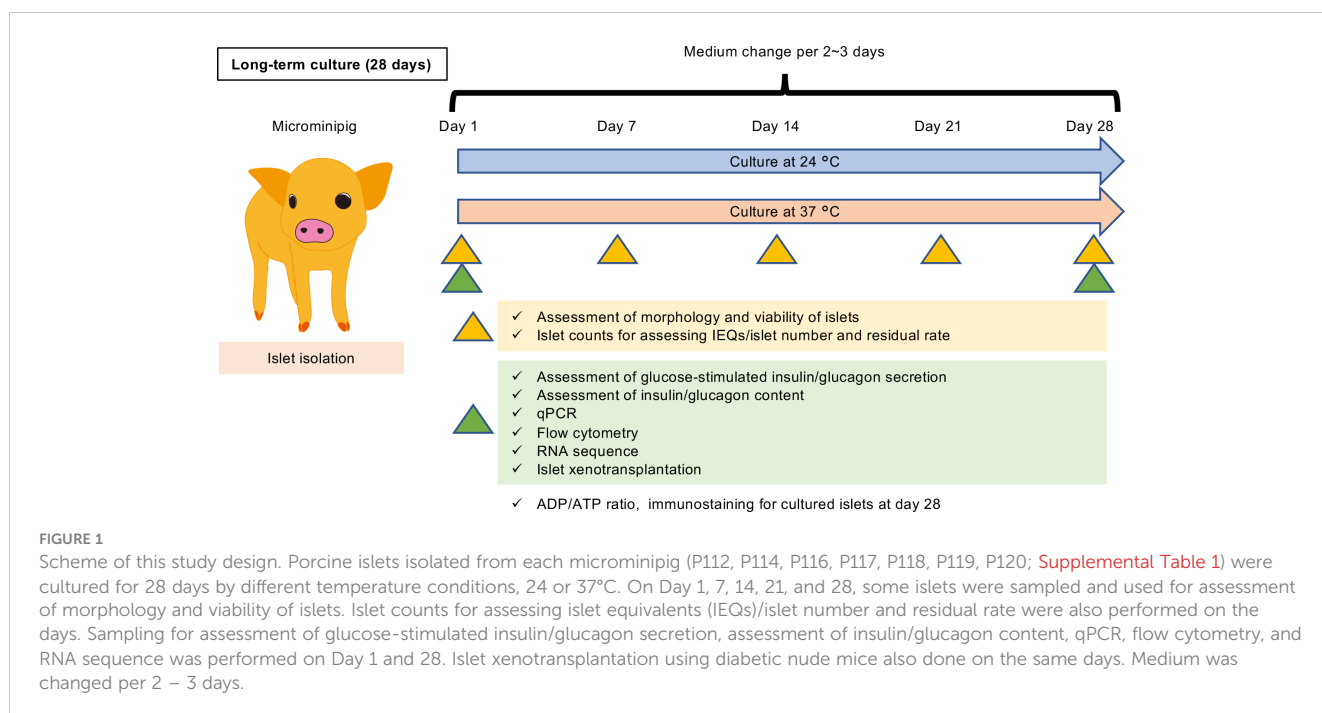 Long-term culture (28 days)
Medium change per 2~3 days
Microminipig
Day 1
Day 7
Day 14
Day 21
Day 28
Culture at 24 °C
Culture at 37 °C
Islet isolation
✓ Assessment of morphology and viability of islets
✓ Islet counts for assessing IEQs/islet number and residual rate
✓ Assessment of glucose-stimulated insulin/glucagon secretion
✓ Assessment of insulin/glucagon content
✓ qPCR
✓ Flow cytometry
✓ RNA sequence
✓ Islet xenotransplantation
✓ ADP/ATP ratio, immunostaining for cultured islets at day 28
FIGURE 1
Scheme of this study design. Porcine islets isolated from each microminipig (P112, P114, P116, P117, P118, P119, P120; Supplemental Table 1) were
cultured for 28 days by different temperature conditions, 24 or 37°C. On Day 1, 7, 14, 21, and 28, some islets were sampled and used for assessment
of morphology and viability of islets. Islet counts for assessing islet equivalents (IEQs)/islet number and residual rate were also performed on the
days. Sampling for assessment of glucose-stimulated insulin/glucagon secretion, assessment of insulin/glucagon content, qPCR, flow cytometry, and
RNA sequence was performed on Day 1 and 28. Islet xenotransplantation using diabetic nude mice also done on the same days. Medium was
changed per 2 – 3 days.